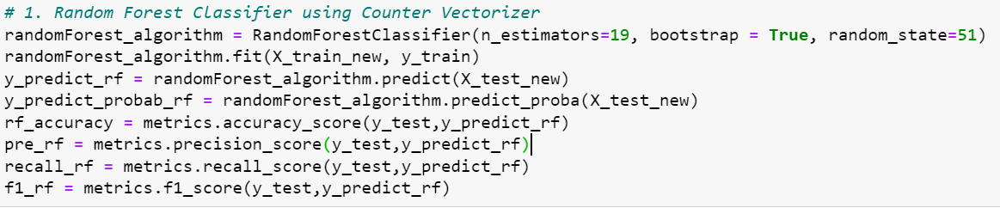 # 1. Random Forest Classifier using Counter Vectorizer
randomForest_algorithm = RandomForestClassifier(n_estimators=19, bootstrap = True, random_state=51)
randomForest_algorithm.fit(X_train_new, y_train)
y_predict_rf = randomForest_algorithm.predict(X_test_new)
y_predict_probab_rf = randomForest_algorithm.predict_proba(X_test_new)
rf_accuracy = metrics.accuracy_score(y_test,y_predict_rf)
pre_rf = metrics.precision_score(y_test,y_predict_rf)
recall_rf = metrics.recall_score(y_test,y_predict_rf)
f1_rf = metrics.f1_score(y_test,y_predict_rf)